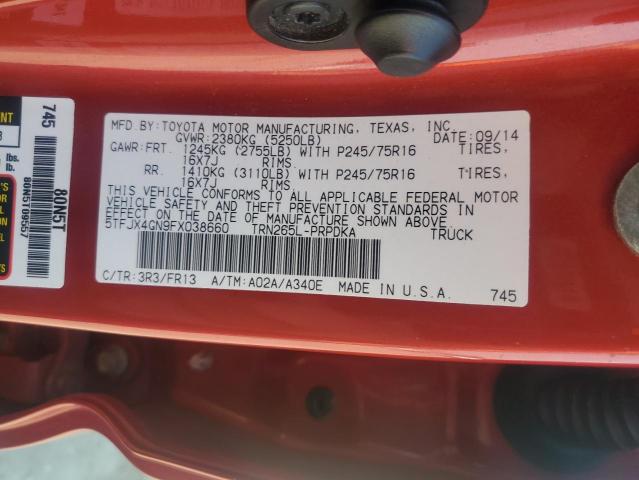 MFD.BY:TOYOTA MOTOR MANUFACTURING, TEXAS, INC.
GVWR:2380KG (5250LB) DATE:09/14
GAWR:FRT. 1245KG (2755LB) WITH P245/75R16 TIRES,
16X7J RIMS.
RR. 1410KG (3110LB) WITH P245/75R16 TIRES,
16X7J RIMS.
THIS VEHICLE CONFORMS TO ALL APPLICABLE FEDERAL MOTOR
VEHICLE SAFETY AND THEFT PREVENTION STANDARDS IN
EFFECT ON THE DATE OF MANUFACTURE SHOWN ABOVE
5TFJX4GN9FX038660 TRN265L-PRPDKA TRUCK
C/TR:3R3/FR13 A/TM:A02A/A340E MADE IN U.S.A. 745
745
80N5T
80N5T09557
lbs.
lb.